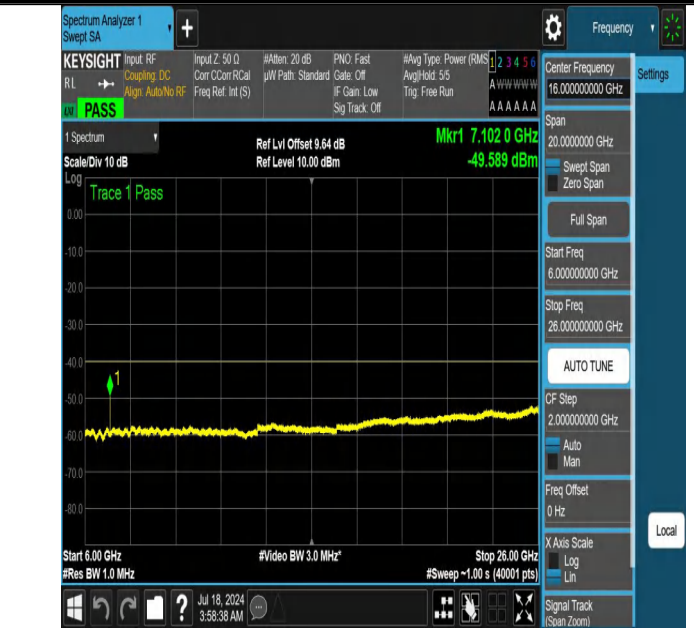 Spectrum Analyzer 1
Swept SA
+
Frequency
KEYSIGHT
RL
PASS
Input: RF
Coupling: DC
Align: Auto/No RF
Input Z: 50 Ω
Corr CCorr RCal
Freq Ref: Int (S)
#Atten: 20 dB
µW Path: Standard
PNO: Fast
Gate: Off
IF Gain: Low
Sig Track: Off
#Avg Type: Power (RMS
Avg|Hold: 5/5
Trig: Free Run
1 2 3 4 5 6
A W W W W W
A A A A A A
1 Spectrum
Scale/Div 10 dB
Ref Lvl Offset 9.64 dB
Ref Level 10.00 dBm
Mkr1 7.102 0 GHz
-49.589 dBm
Log
Trace 1 Pass
0.00
-10.0
-20.0
-30.0
-40.0
-50.0
-60.0
-70.0
-80.0
1
Start 6.00 GHz
#Res BW 1.0 MHz
#Video BW 3.0 MHz*
Stop 26.00 GHz
#Sweep ~1.00 s (40001 pts)
?
Jul 18, 2024
3:58:38 AM
Center Frequency
16.000000000 GHz
Settings
Span
20.0000000 GHz
Swept Span
Zero Span
Full Span
Start Freq
6.000000000 GHz
Stop Freq
26.000000000 GHz
AUTO TUNE
CF Step
2.000000000 GHz
Auto
Man
Freq Offset
0 Hz
X Axis Scale
Log
Lin
Local
Signal Track
(Span Zoom)